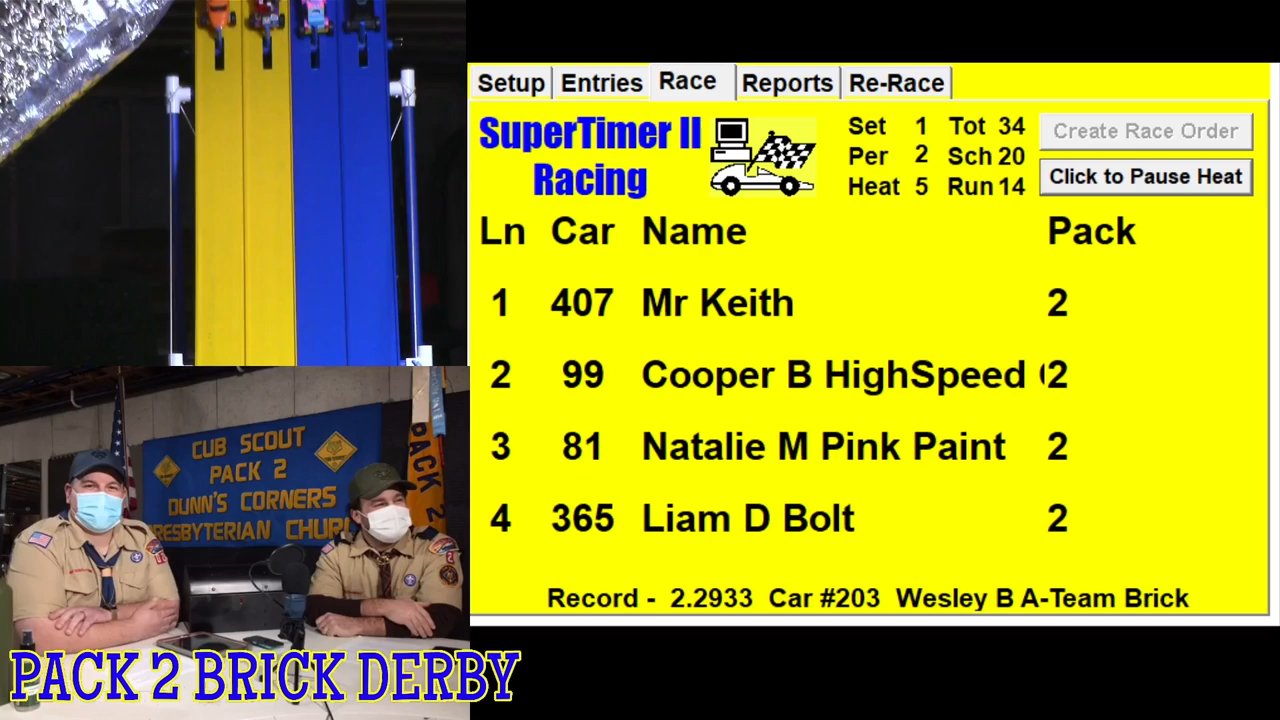 Setup Entries Race Reports Re-Race
SuperTimer II
Racing
Set 1 Tot 34
Per 2 Sch 20
Heat 5 Run 14
Create Race Order
Click to Pause Heat
Ln Car Name Pack
1 407 Mr Keith 2
2 99 Cooper B HighSpeed 2
3 81 Natalie M Pink Paint 2
4 365 Liam D Bolt 2
Record - 2.2933 Car #203 Wesley B A-Team Brick
CUB SCOUT
PACK 2
DUNN'S CORNERS
PRESBYTERIAN CHUR
PACK 2
PACK 2 BRICK DERBY